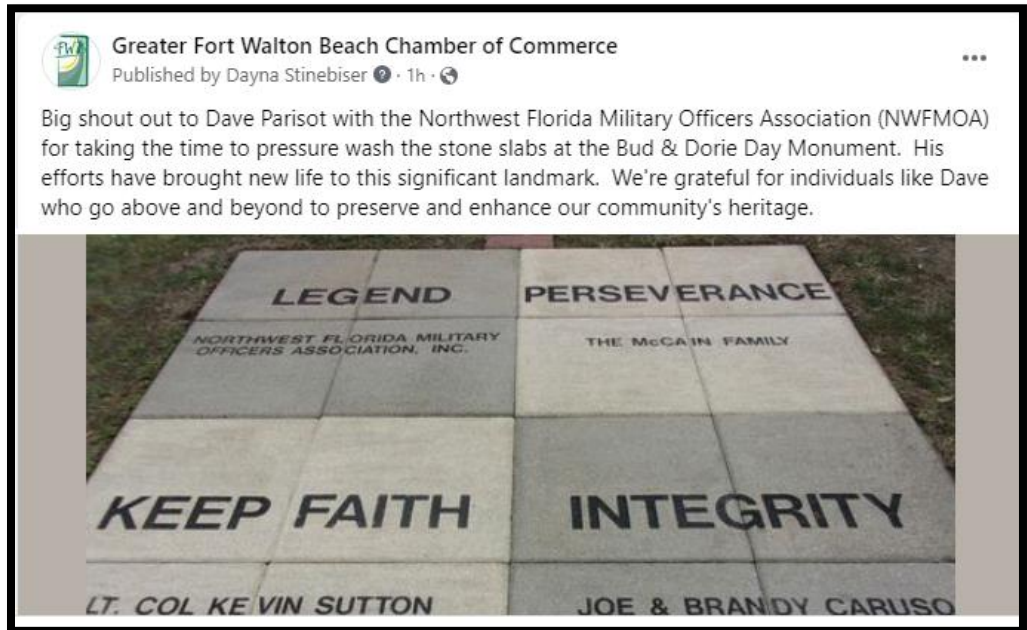 FW
Greater Fort Walton Beach Chamber of Commerce
Published by Dayna Stinebiser · 1h ·
Big shout out to Dave Parisot with the Northwest Florida Military Officers Association (NWFMOA)
for taking the time to pressure wash the stone slabs at the Bud & Dorie Day Monument. His
efforts have brought new life to this significant landmark. We're grateful for individuals like Dave
who go above and beyond to preserve and enhance our community's heritage.
LEGEND
PERSEVERANCE
NORTHWEST FLORIDA MILITARY
OFFICERS ASSOCIATION, INC.
THE McCAIN FAMILY
KEEP FAITH
INTEGRITY
LT. COL KEVIN SUTTON
JOE & BRANDY CARUSO